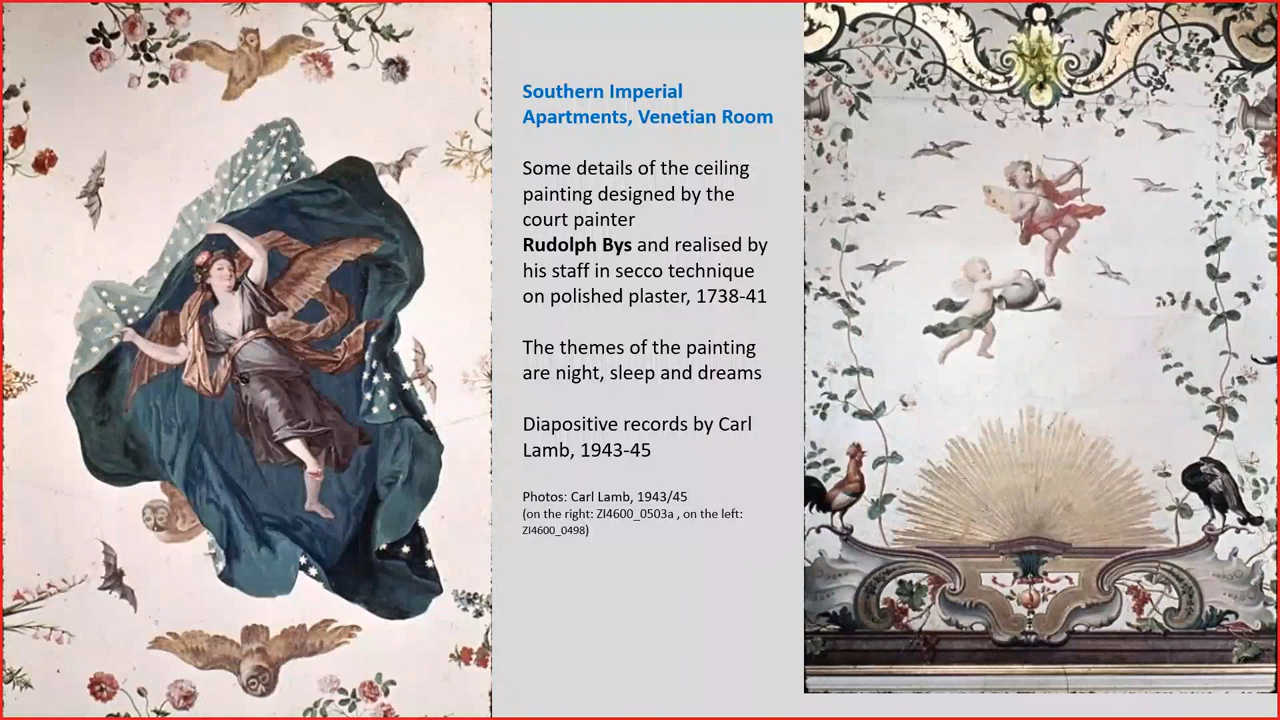 Southern Imperial
Apartments, Venetian Room
Some details of the ceiling
painting designed by the
court painter
Rudolph Bys and realised by
his staff in secco technique
on polished plaster, 1738-41
The themes of the painting
are night, sleep and dreams
Diapositive records by Carl
Lamb, 1943-45
Photos: Carl Lamb, 1943/45
(on the right: ZI4600_0503a , on the left:
ZI4600_0498)